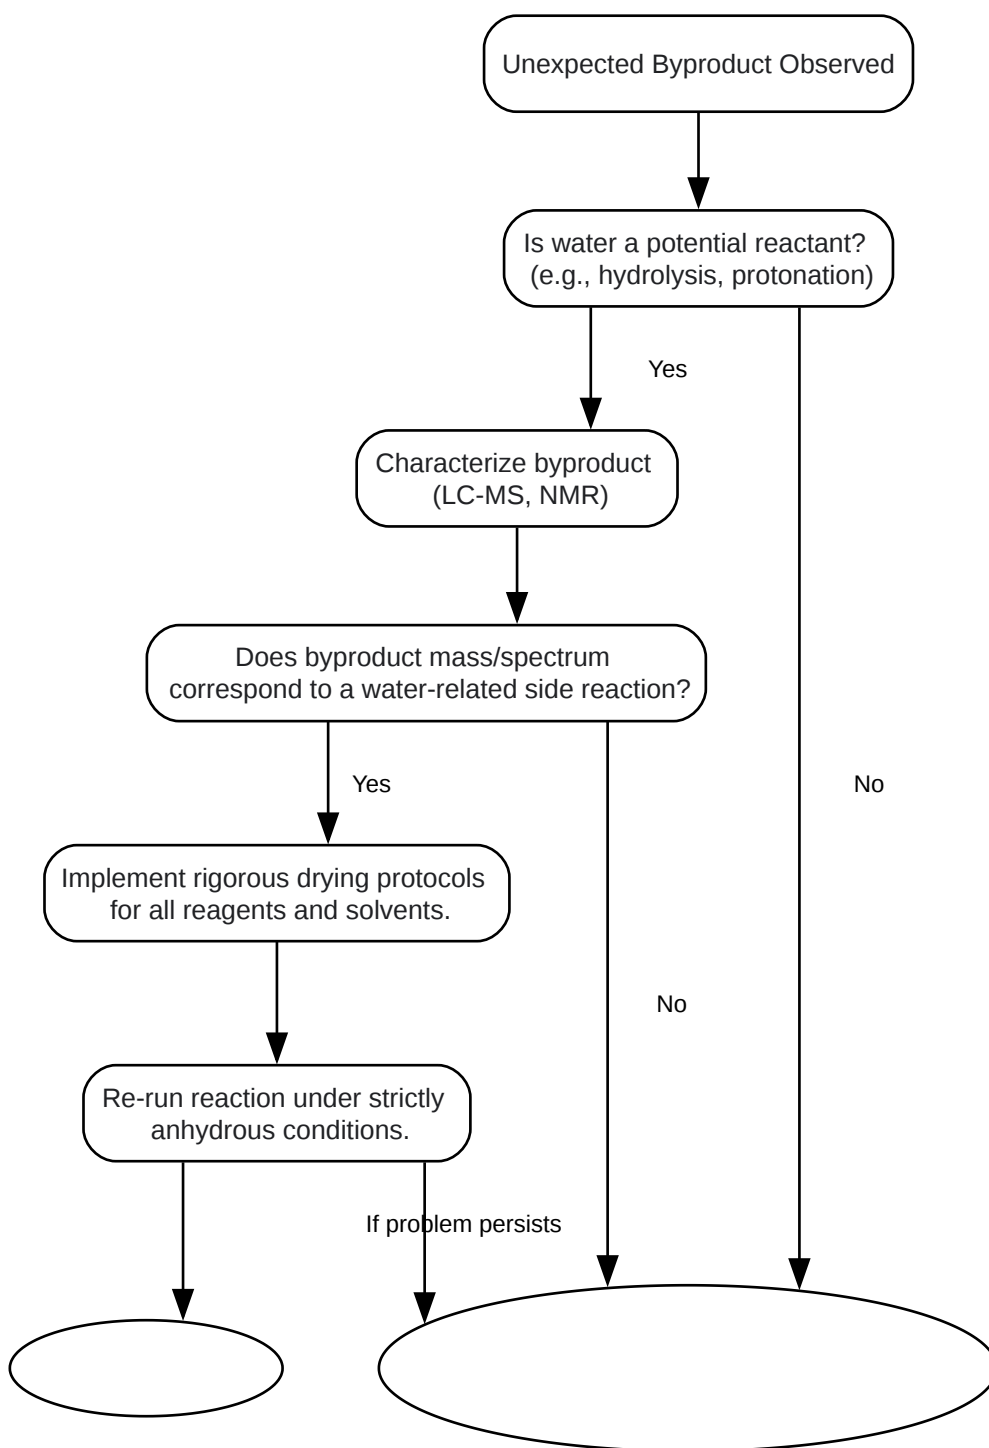 Unexpected Byproduct Observed
Is water a potential reactant?
(e.g., hydrolysis, protonation)
Yes
Characterize byproduct
(LC-MS, NMR)
Does byproduct mass/spectrum
correspond to a water-related side reaction?
Yes
No
Implement rigorous drying protocols
for all reagents and solvents.
No
Re-run reaction under strictly
anhydrous conditions.
If problem persists